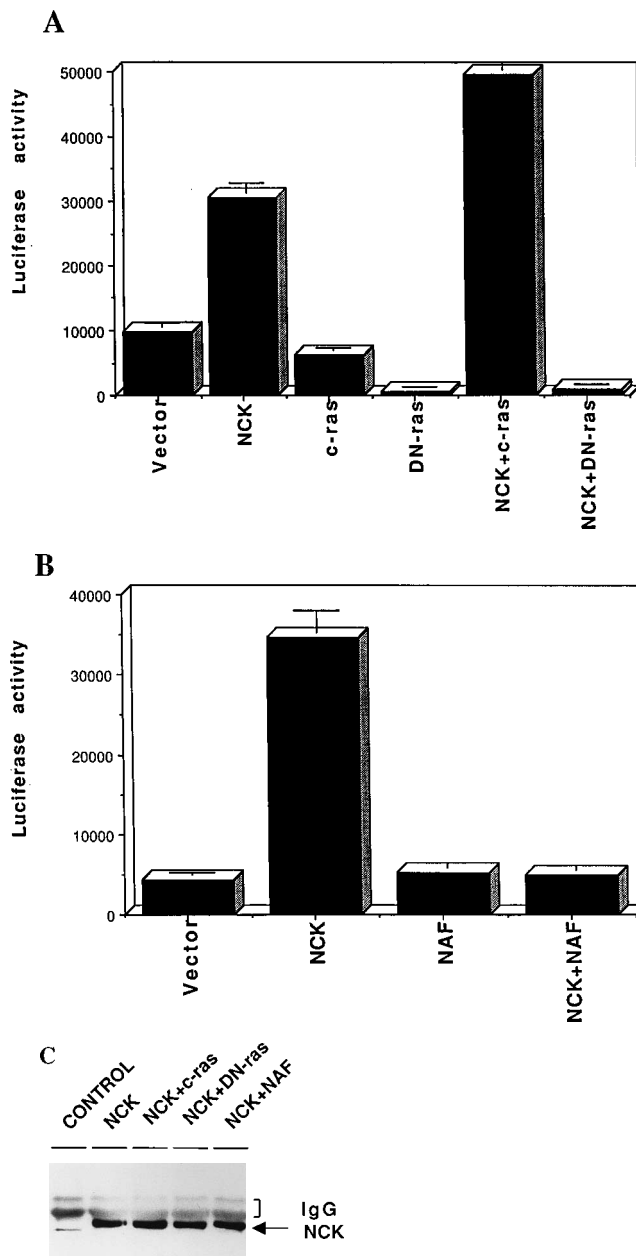 A
Luciferase activity
50000
40000
30000
20000
10000
0
Vector
NCK
c-ras
DN-ras
NCK+c-ras
NCK+DN-ras
B
Luciferase activity
40000
30000
20000
10000
0
Vector
NCK
NAF
NCK+NAF
C
CONTROL
NCK
NCK+c-ras
NCK+DN-ras
NCK+NAF
IgG
NCK